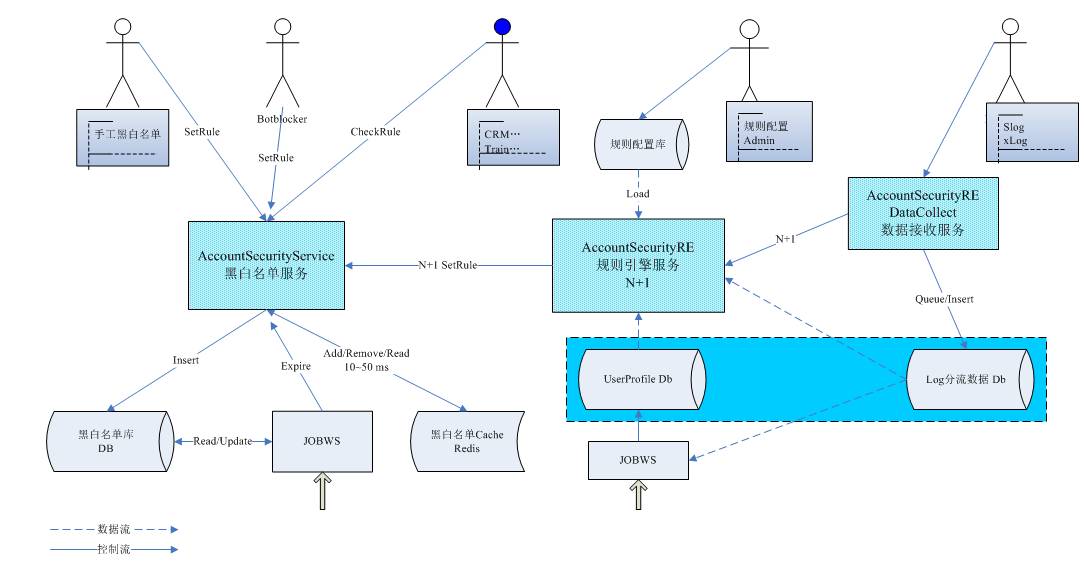 手工黑白名单
Botblocker
CRM…
Train…
规则配置
Admin
Slog
xLog
SetRule
SetRule
CheckRule
规则配置库
Load
AccountSecurityRE
DataCollect
数据接收服务
AccountSecurityService
黑白名单服务
N+1 SetRule
AccountSecurityRE
规则引擎服务
N+1
N+1
Queue/Insert
Insert
Expire
Add/Remove/Read
10~50 ms
UserProfile Db
Log分流数据 Db
黑白名单库
DB
Read/Update
JOBWS
黑白名单Cache
Redis
JOBWS
数据流
控制流